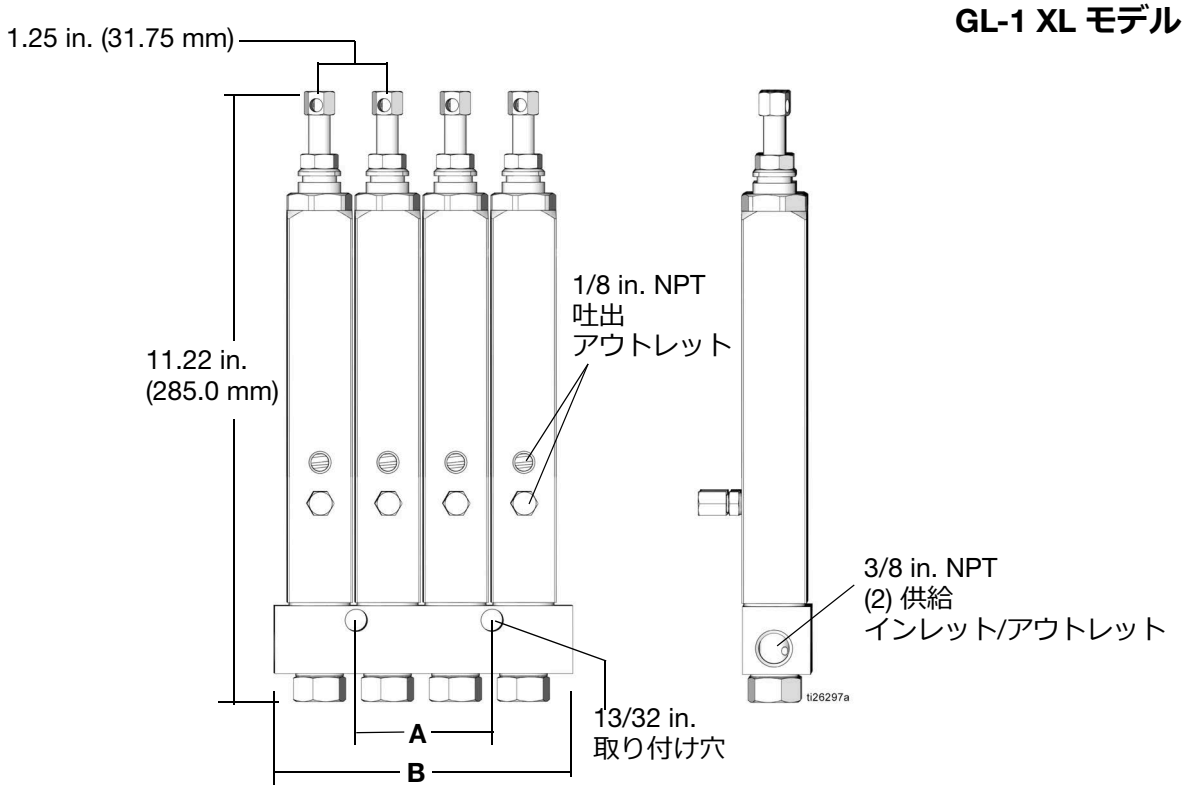 GL-1 XL モデル
1.25 in. (31.75 mm)
1/8 in. NPT
吐出
アウトレット
11.22 in.
(285.0 mm)
3/8 in. NPT
(2) 供給
インレット/アウトレット
ti26297a
13/32 in.
取り付け穴
A
B